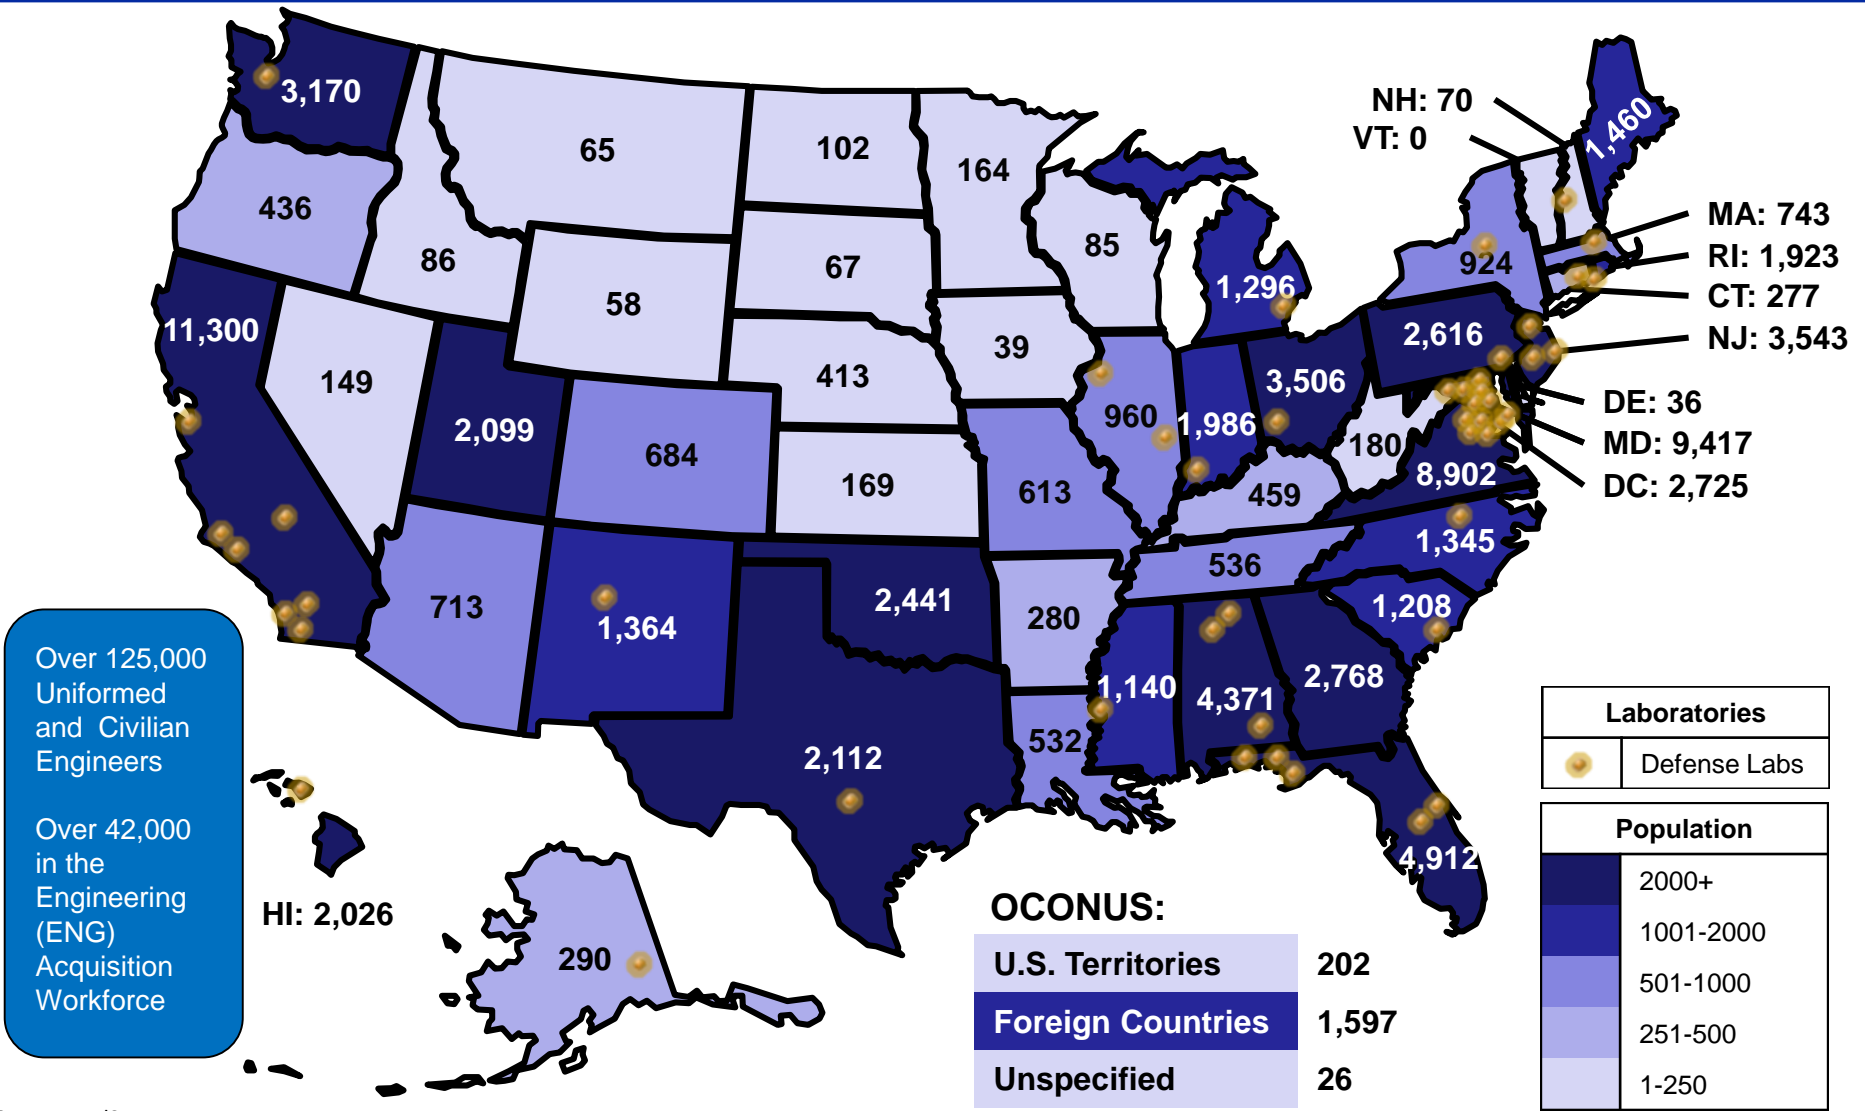 3,170
65
102
164
NH: 70
VT: 0
1,460
436
86
58
67
85
1,296
924
MA: 743
RI: 1,923
CT: 277
NJ: 3,543
11,300
149
2,099
684
413
39
960
1,986
3,506
2,616
180
8,902
DE: 36
MD: 9,417
DC: 2,725
169
613
459
536
1,345
1,208
713
1,364
2,441
280
1,140
4,371
2,768
2,112
532
4,912
Over 125,000
Uniformed
and Civilian
Engineers
Over 42,000
in the
Engineering
(ENG)
Acquisition
Workforce
HI: 2,026
290
OCONUS:
U.S. Territories 202
Foreign Countries 1,597
Unspecified 26
Laboratories
Defense Labs
Population
2000+
1001-2000
501-1000
251-500
1-250